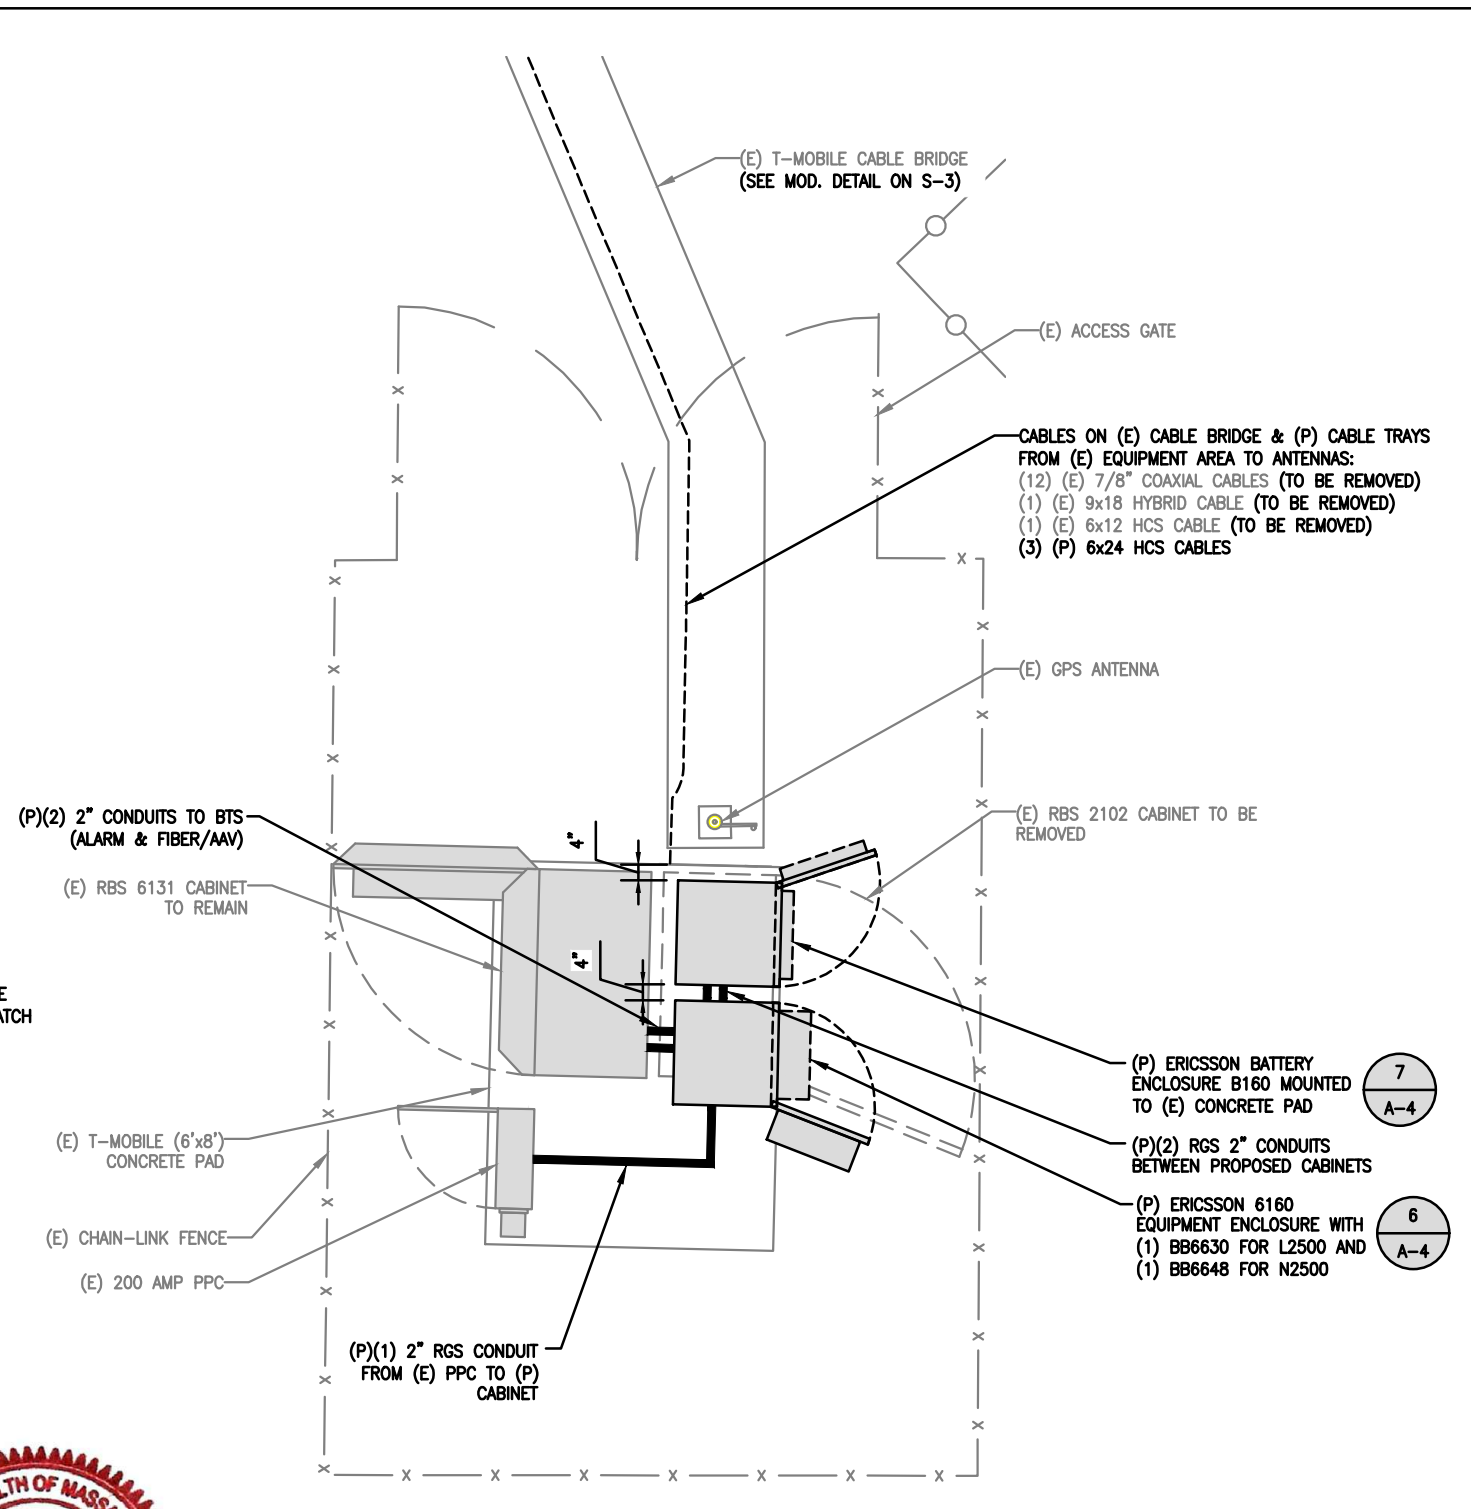 (E) T-MOBILE CABLE BRIDGE
(SEE MOD. DETAIL ON S-3)
(E) ACCESS GATE
CABLES ON (E) CABLE BRIDGE & (P) CABLE TRAYS
FROM (E) EQUIPMENT AREA TO ANTENNAS:
(12) (E) 7/8" COAXIAL CABLES (TO BE REMOVED)
(1) (E) 9x18 HYBRID CABLE (TO BE REMOVED)
(1) (E) 6x12 HCS CABLE (TO BE REMOVED)
(3) (P) 6x24 HCS CABLES
(E) GPS ANTENNA
(P)(2) 2" CONDUITS TO BTS
(ALARM & FIBER/AAV)
4"
(E) RBS 2102 CABINET TO BE
REMOVED
(E) RBS 6131 CABINET
TO REMAIN
4"
E
ATCH
(P) ERICSSON BATTERY
ENCLOSURE B160 MOUNTED
TO (E) CONCRETE PAD
7
A-4
(E) T-MOBILE (6'x8')
CONCRETE PAD
(P)(2) RGS 2" CONDUITS
BETWEEN PROPOSED CABINETS
(P) ERICSSON 6160
EQUIPMENT ENCLOSURE WITH
(1) BB6630 FOR L2500 AND
(1) BB6648 FOR N2500
6
A-4
(E) CHAIN-LINK FENCE
(E) 200 AMP PPC
(P)(1) 2" RGS CONDUIT
FROM (E) PPC TO (P)
CABINET
LTH OF MASS